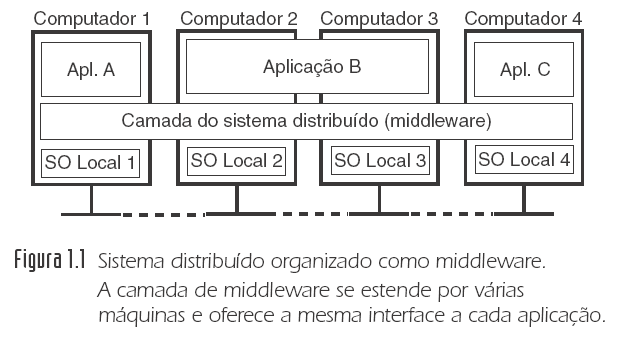 Computador 1 Computador 2 Computador 3 Computador 4
Apl. A Aplicação B Apl. C
Camada do sistema distribuído (middleware)
SO Local 1 SO Local 2 SO Local 3 SO Local 4
Figura 1.1 Sistema distribuído organizado como middleware.
A camada de middleware se estende por várias
máquinas e oferece a mesma interface a cada aplicação.